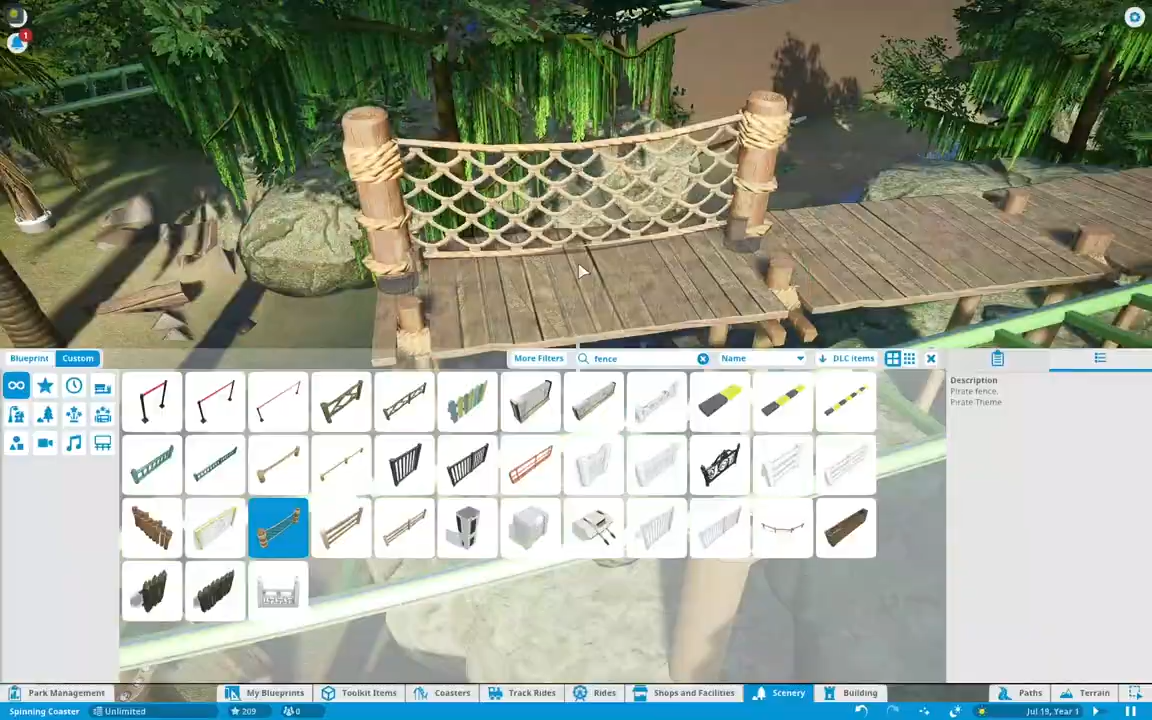 1
Blueprint Custom
More Filters fence Name DLC Items
Description
Pirate fence.
Pirate Theme
Park Management My Blueprints Toolkit Items Coasters Track Rides Rides Shops and Facilities Scenery Building Paths Terrain
Spinning Coaster Unlimited 209 0 Jul 19, Year 1